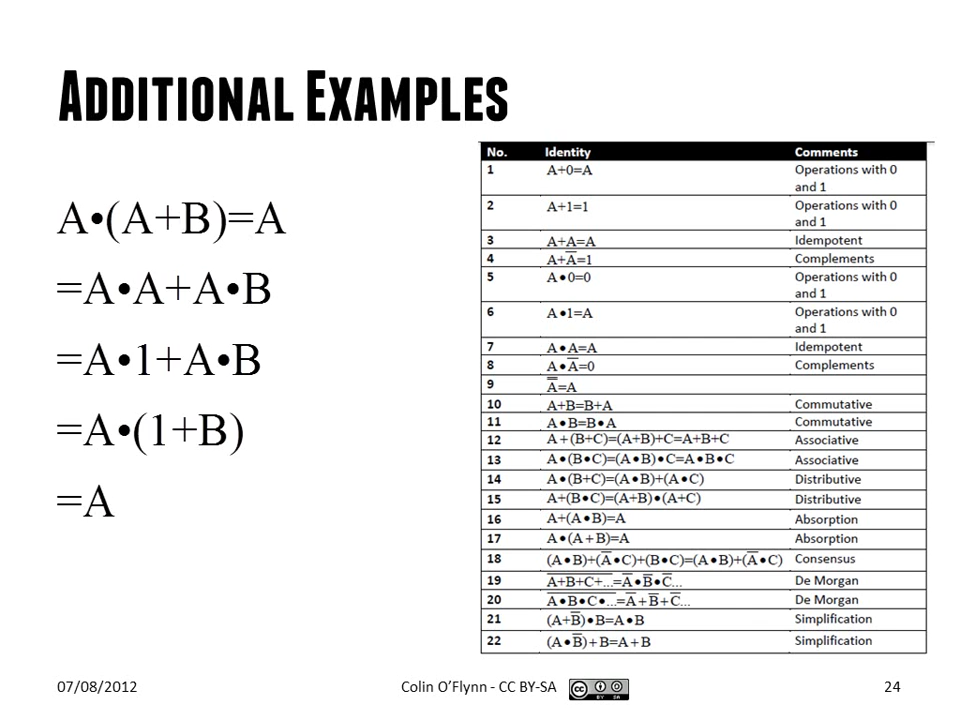 Additional Examples
A•(A+B)=A
=A•A+A•B
=A•1+A•B
=A•(1+B)
=A
No. Identity Comments
1 A+0=A Operations with 0
and 1
2 A+1=1 Operations with 0
and 1
3 A+A=A Idempotent
4 A+A̅=1 Complements
5 A•0=0 Operations with 0
and 1
6 A•1=A Operations with 0
and 1
7 A•A=A Idempotent
8 A•A̅=0 Complements
9 A̿=A
10 A+B=B+A Commutative
11 A•B=B•A Commutative
12 A+(B+C)=(A+B)+C=A+B+C Associative
13 A•(B•C)=(A•B)•C=A•B•C Associative
14 A•(B+C)=(A•B)+(A•C) Distributive
15 A+(B•C)=(A+B)•(A+C) Distributive
16 A+(A•B)=A Absorption
17 A•(A+B)=A Absorption
18 (A•B)+(A̅•C)+(B•C)=(A•B)+(A̅•C) Consensus
19 A̅+̅B̅+̅C̅+̅.̅.̅.̅=A̅•B̅•C̅... De Morgan
20 A̅•̅B̅•̅C̅•̅.̅.̅.̅=A̅+B̅+C̅... De Morgan
21 (A+B̅)•B=A•B Simplification
22 (A•B̅)+B=A+B Simplification
07/08/2012 Colin O’Flynn - CC BY-SA cc BY SA 24